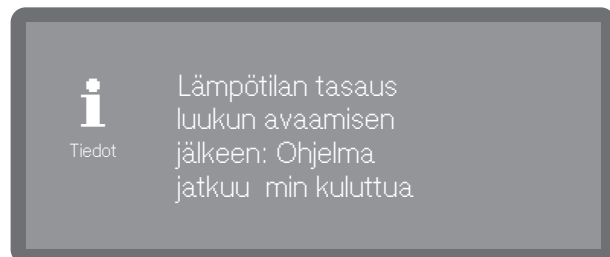 Tiedot
Lämpötilan tasaus
luukun avaamisen
jälkeen: Ohjelma
jatkuu  min kuluttua